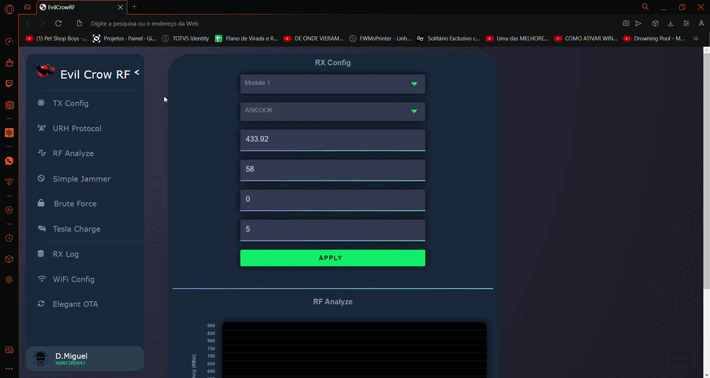 EvilCrowRF
Digite a pesquisa ou o endereço da Web
(1) Pet Shop Boys -...
Projetos - Painel - Gi...
TOTVS Identity
Plano de Virada e R...
DE ONDE VIERAM...
FWMsPrinter - Linh...
Solitário Exclusivo c...
Uma das MELHORE...
COMO ATIVAR WIN...
Drowning Pool - M...
Evil Crow RF <
TX Config
URH Protocol
RF Analyze
Simple Jammer
Brute Force
Tesla Charge
RX Log
WiFi Config
Elegant OTA
D.Miguel
RX Config
Module 1
ASK/OOK
433.92
58
0
5
APPLY
RF Analyze
900
850
800
750
700
650
600